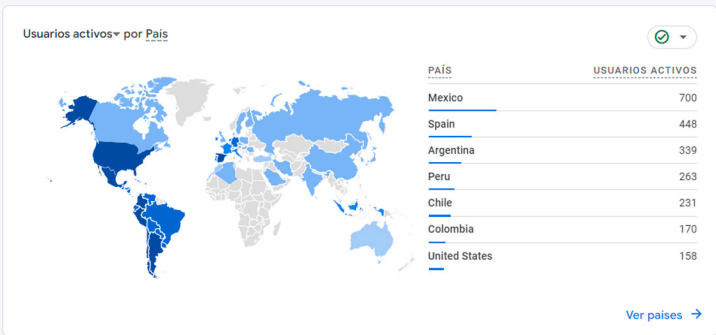 Usuarios activos por País
PAÍS USUARIOS ACTIVOS
Mexico 700
Spain 448
Argentina 339
Peru 263
Chile 231
Colombia 170
United States 158
Ver países